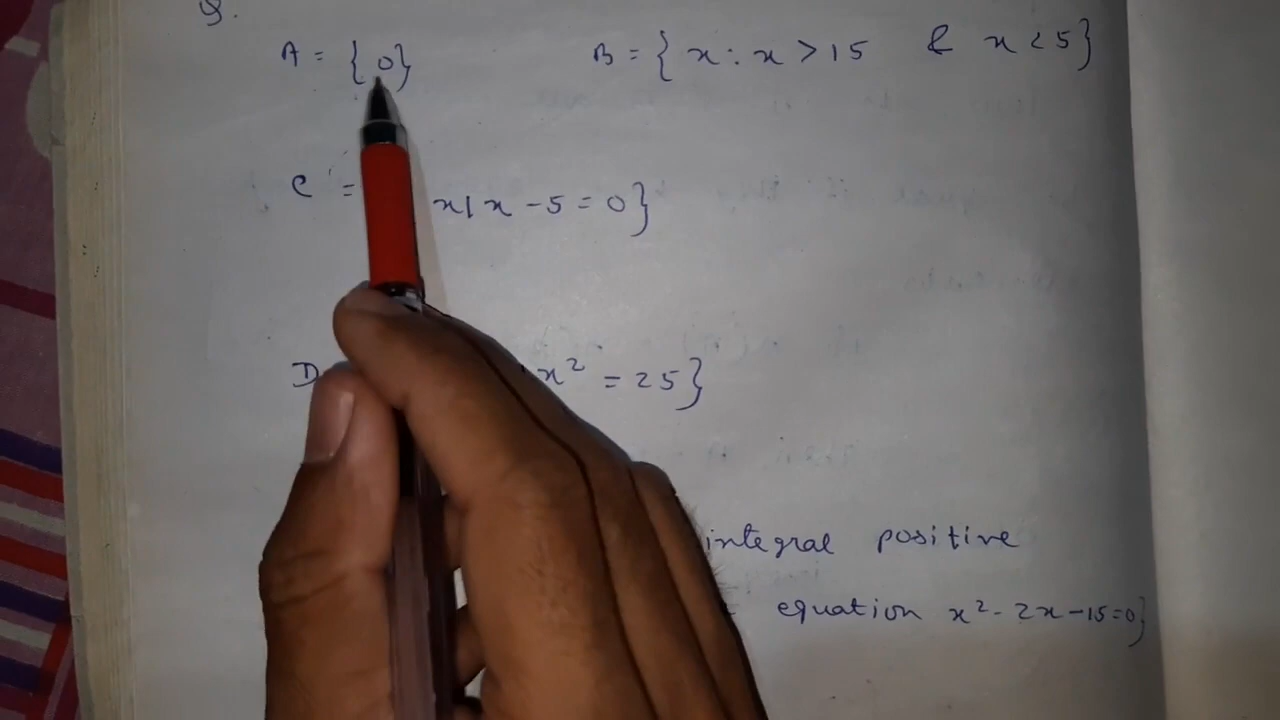 Q.
A = {0} B = {x : x > 15 & x < 5}
C = x | x - 5 = 0}
D x² = 25}
integral positive
equation x² - 2x - 15 = 0}